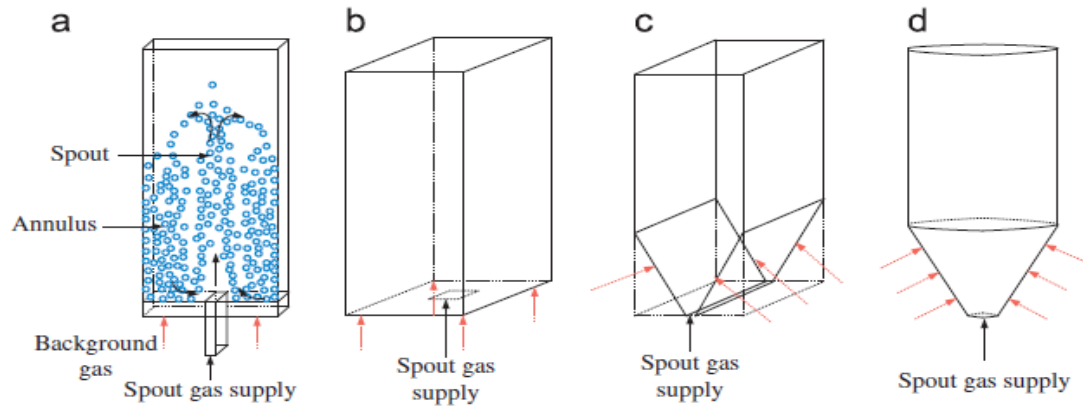 a
b
c
d
Spout
Annulus
Background
gas
Spout gas supply
Spout gas
supply
Spout gas
supply
Spout gas supply